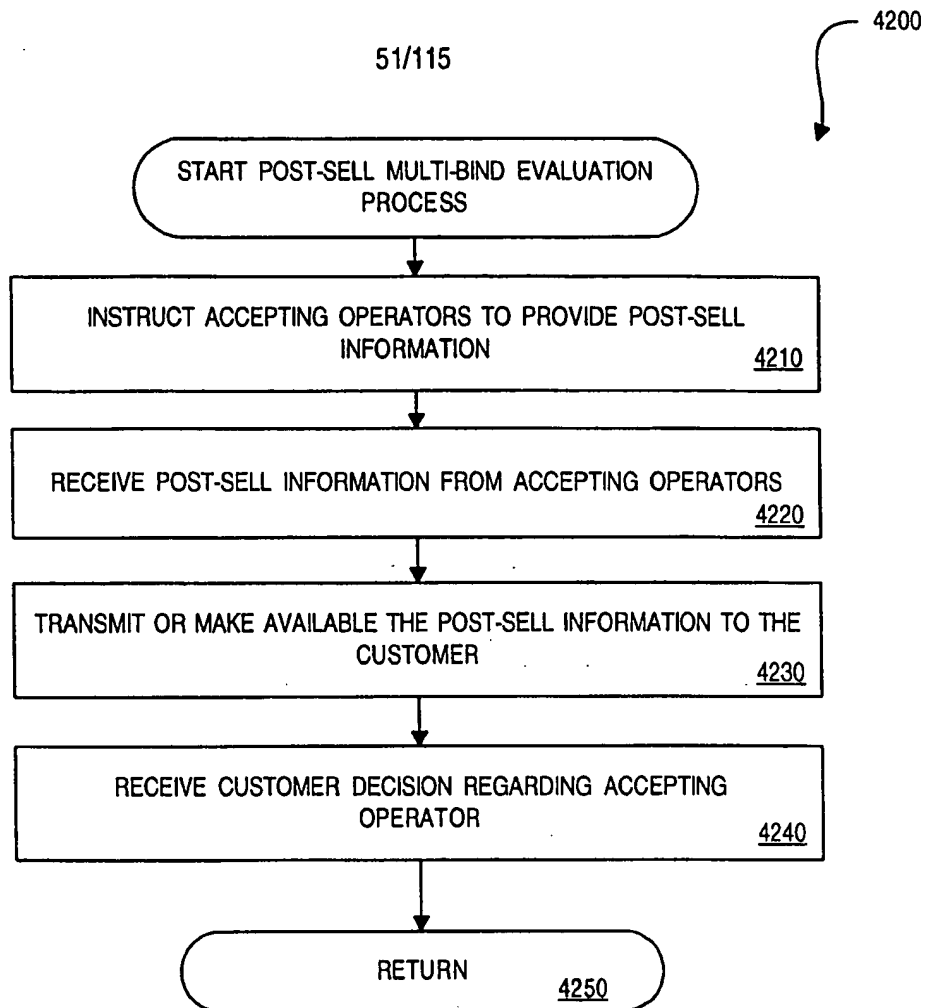 4200
51/115
START POST-SELL MULTI-BIND EVALUATION
PROCESS
INSTRUCT ACCEPTING OPERATORS TO PROVIDE POST-SELL
INFORMATION
4210
RECEIVE POST-SELL INFORMATION FROM ACCEPTING OPERATORS
4220
TRANSMIT OR MAKE AVAILABLE THE POST-SELL INFORMATION TO THE
CUSTOMER
4230
RECEIVE CUSTOMER DECISION REGARDING ACCEPTING
OPERATOR
4240
RETURN
4250